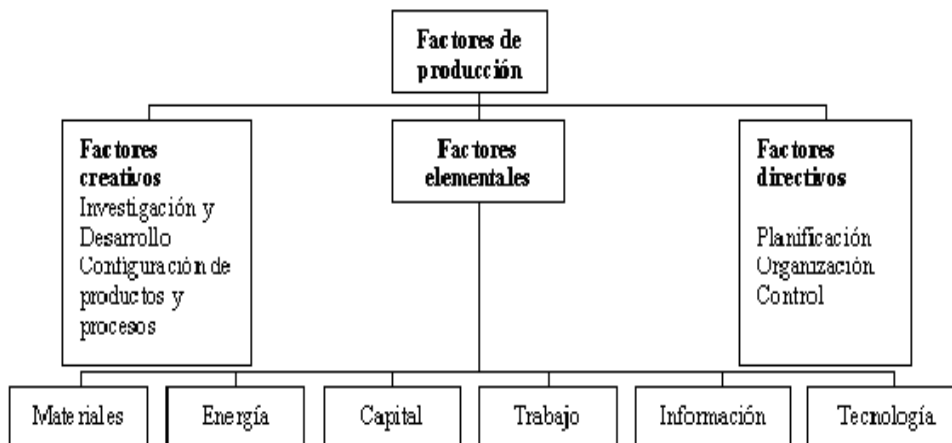 Factores de
producción
Factores
creativos
Investigación y
Desarrollo
Configuración de
productos y
procesos
Factores
elementales
Factores
directivos
Planificación
Organización
Control
Materiales
Energía
Capital
Trabajo
Información
Tecnología